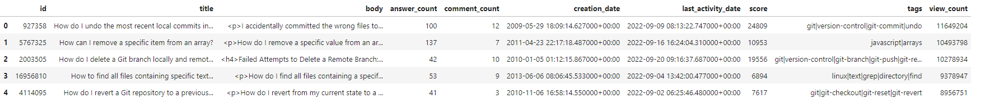 id title body answer_count comment_count creation_date last_activity_date score tags view_count
0 927358 How do I undo the most recent local commits in... <p>I accidentally committed the wrong files to... 100 12 2009-05-29 18:09:14.627000+00:00 2022-09-09 08:13:22.747000+00:00 24809 git|version-control|git-commit|undo 11649204
1 5767325 How can I remove a specific item from an array? <p>How do I remove a specific value from an ar... 137 7 2011-04-23 22:17:18.487000+00:00 2022-09-16 16:24:04.310000+00:00 10953 javascript|arrays 10493798
2 2003505 How do I delete a Git branch locally and remot... <h4>Failed Attempts to Delete a Remote Branch:... 42 10 2010-01-05 01:12:15.867000+00:00 2022-09-20 09:16:37.687000+00:00 19556 git|version-control|git-branch|git-push|git-re... 10278934
3 16956810 How to find all files containing specific text... <p>How do I find all files containing a specif... 53 9 2013-06-06 08:06:45.533000+00:00 2022-09-04 13:42:00.477000+00:00 6894 linux|text|grep|directory|find 9378947
4 4114095 How do I revert a Git repository to a previous... <p>How do I revert from my current state to a ... 41 3 2010-11-06 16:58:14.550000+00:00 2022-09-02 06:25:46.480000+00:00 7617 git|git-checkout|git-reset|git-revert 8956751